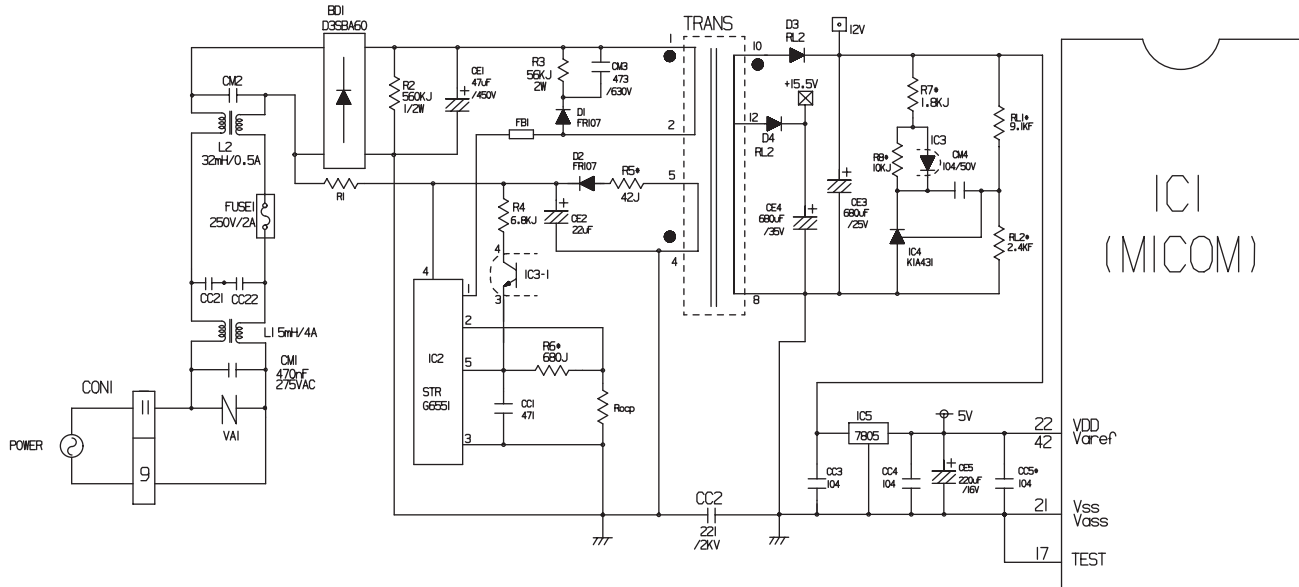 BD1
D3SBA60
TRANS
D3
RL2
12V
1
10
CM2
R2
560KJ
1/2W
CE1
47uF
/450V
R3
56KJ
2W
CM3
473
/630V
+15.5V
R7*
1.8KJ
RL1*
9.1KF
D1
FR107
FB1
2
12
D4
RL2
IC3
CM4
104/50V
R8*
10KJ
L2
32mH/0.5A
D2
FR107
R5*
42J
5
R1
CE3
680uF
/25V
CE4
680uF
/35V
FUSE1
250V/2A
R4
6.8KJ
CE2
22uF
4
IC4
KIA431
RL2*
2.4KF
IC1
(MICOM)
4
IC3-1
3
8
4
1
CC21
CC22
2
L1 5mH/4A
IC2
STR
G6551
5
R6*
680J
CM1
470nF
275VAC
CC1
471
Rocp
CON1
11
9
POWER
VA1
3
IC5
7805
5V
22
42
VDD
Varef
CC3
104
CC4
104
CE5
220uF
/16V
CC5*
104
CC2
221
/2KV
21
Vss
Vass
17
TEST